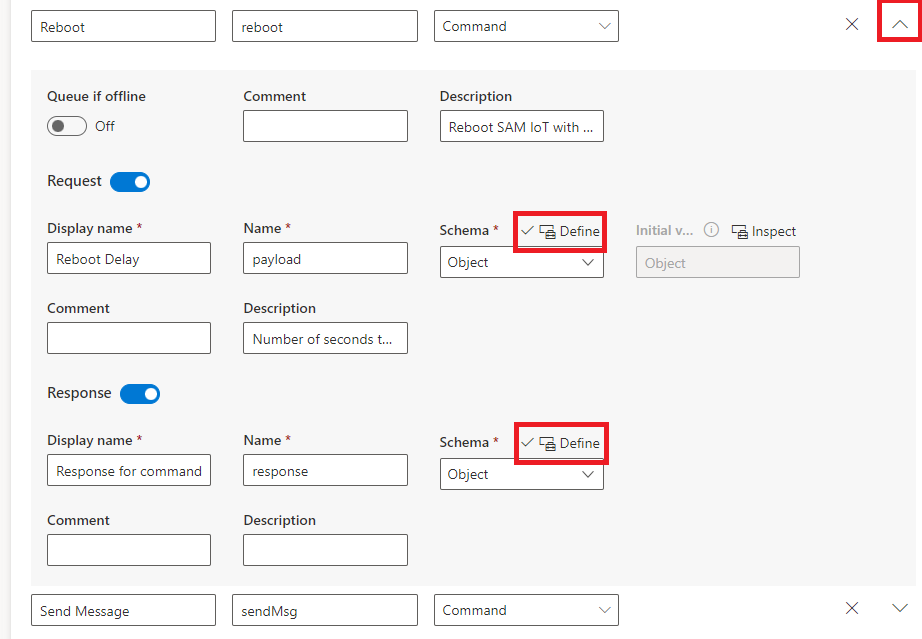 Reboot reboot Command
Queue if offline Comment Description
Off Reboot SAM IoT with ...
Request
Display name * Name * Schema * Define Initial v... Inspect
Reboot Delay payload Object Object
Comment Description
Number of seconds t...
Response
Display name * Name * Schema * Define
Response for command response Object
Comment Description
Send Message sendMsg Command